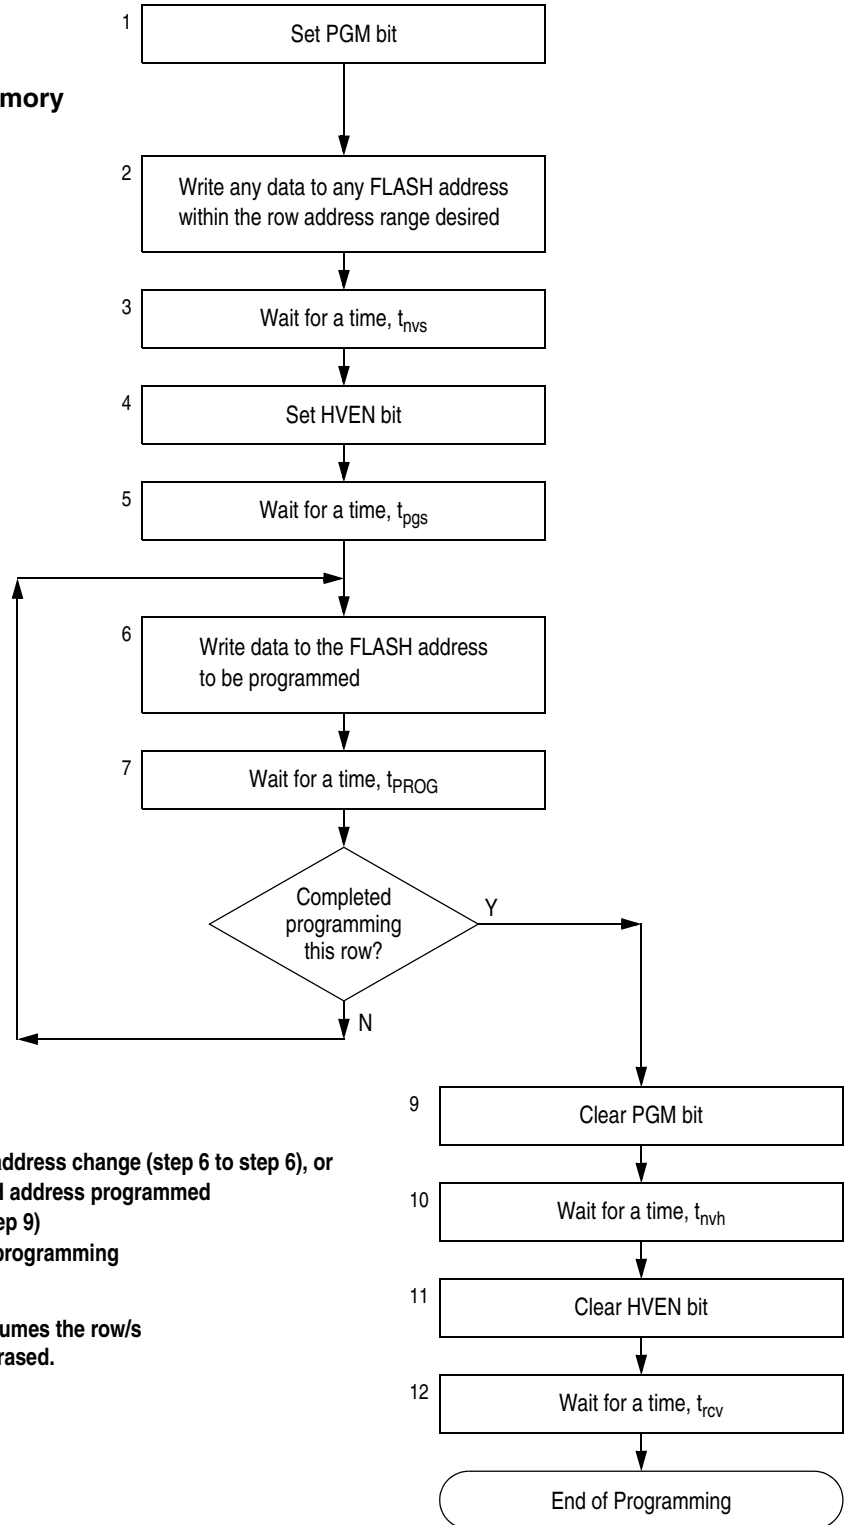 1
Set PGM bit
mory
2
Write any data to any FLASH address
within the row address range desired
3
Wait for a time, tnvs
4
Set HVEN bit
5
Wait for a time, tpgs
6
Write data to the FLASH address
to be programmed
7
Wait for a time, tPROG
Completed
programming
this row?
Y
N
9
Clear PGM bit
address change (step 6 to step 6), or
address programmed
ep 9)
programming
10
Wait for a time, tnvh
11
Clear HVEN bit
umes the row/s
rased.
12
Wait for a time, trcv
End of Programming